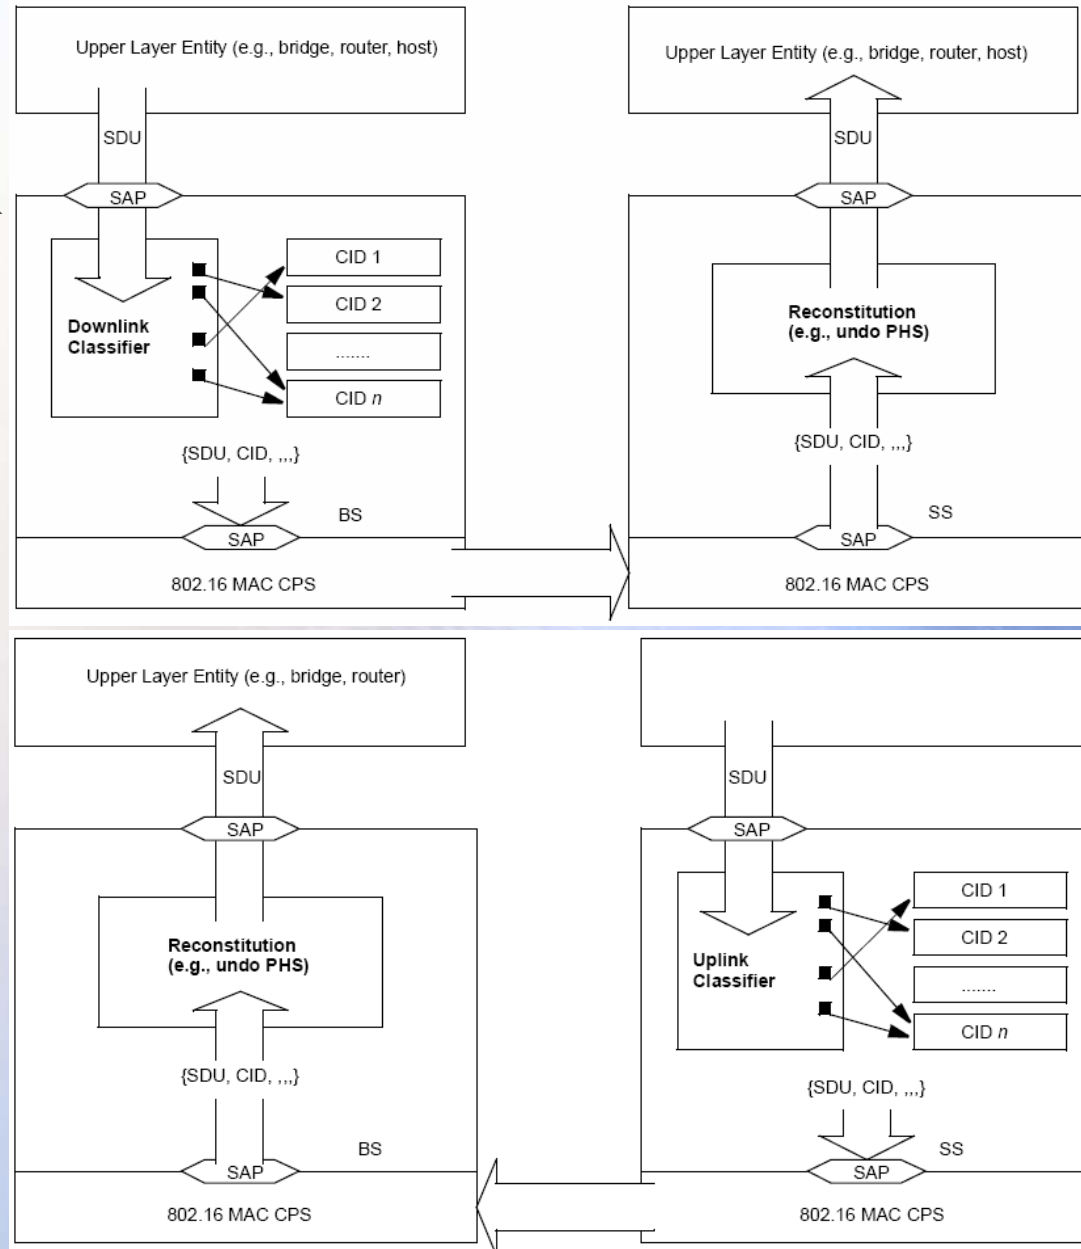 Upper Layer Entity (e.g., bridge, router, host)
SDU
SAP
Downlink
Classifier
CID 1
CID 2
.......
CID n
{SDU, CID, ,,,}
BS
SAP
802.16 MAC CPS
Upper Layer Entity (e.g., bridge, router, host)
SDU
SAP
Reconstitution
(e.g., undo PHS)
{SDU, CID, ,,,}
SS
SAP
802.16 MAC CPS
Upper Layer Entity (e.g., bridge, router)
SDU
SAP
Reconstitution
(e.g., undo PHS)
{SDU, CID, ,,,}
BS
SAP
802.16 MAC CPS
SDU
SAP
Uplink
Classifier
CID 1
CID 2
.......
CID n
{SDU, CID, ,,,}
SS
SAP
802.16 MAC CPS